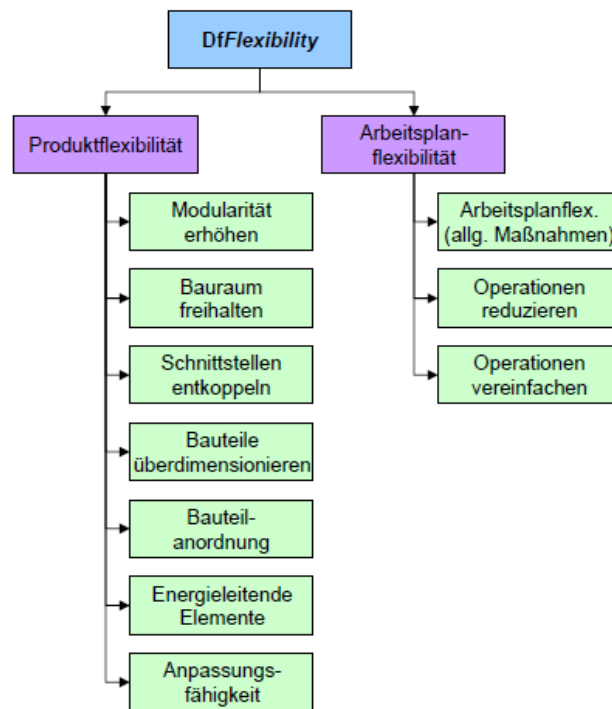 DfFlexibility
Produktflexibilität
Arbeitsplan-
flexibilität
Modularität
erhöhen
Bauraum
freihalten
Schnittstellen
entkoppeln
Bauteile
überdimensionieren
Bauteil-
anordnung
Energieleitende
Elemente
Anpassungs-
fähigkeit
Arbeitsplanflex.
(allg. Maßnahmen)
Operationen
reduzieren
Operationen
vereinfachen